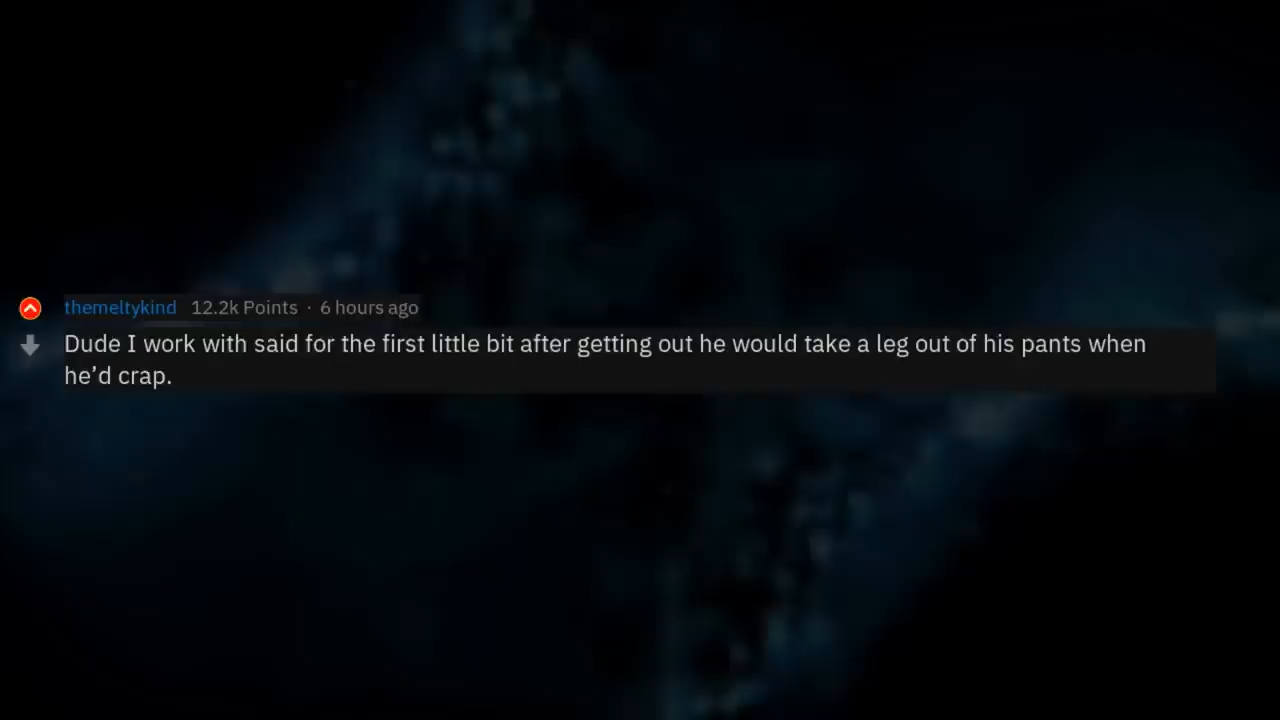 themeltykind 12.2k Points · 6 hours ago
Dude I work with said for the first little bit after getting out he would take a leg out of his pants when
he’d crap.